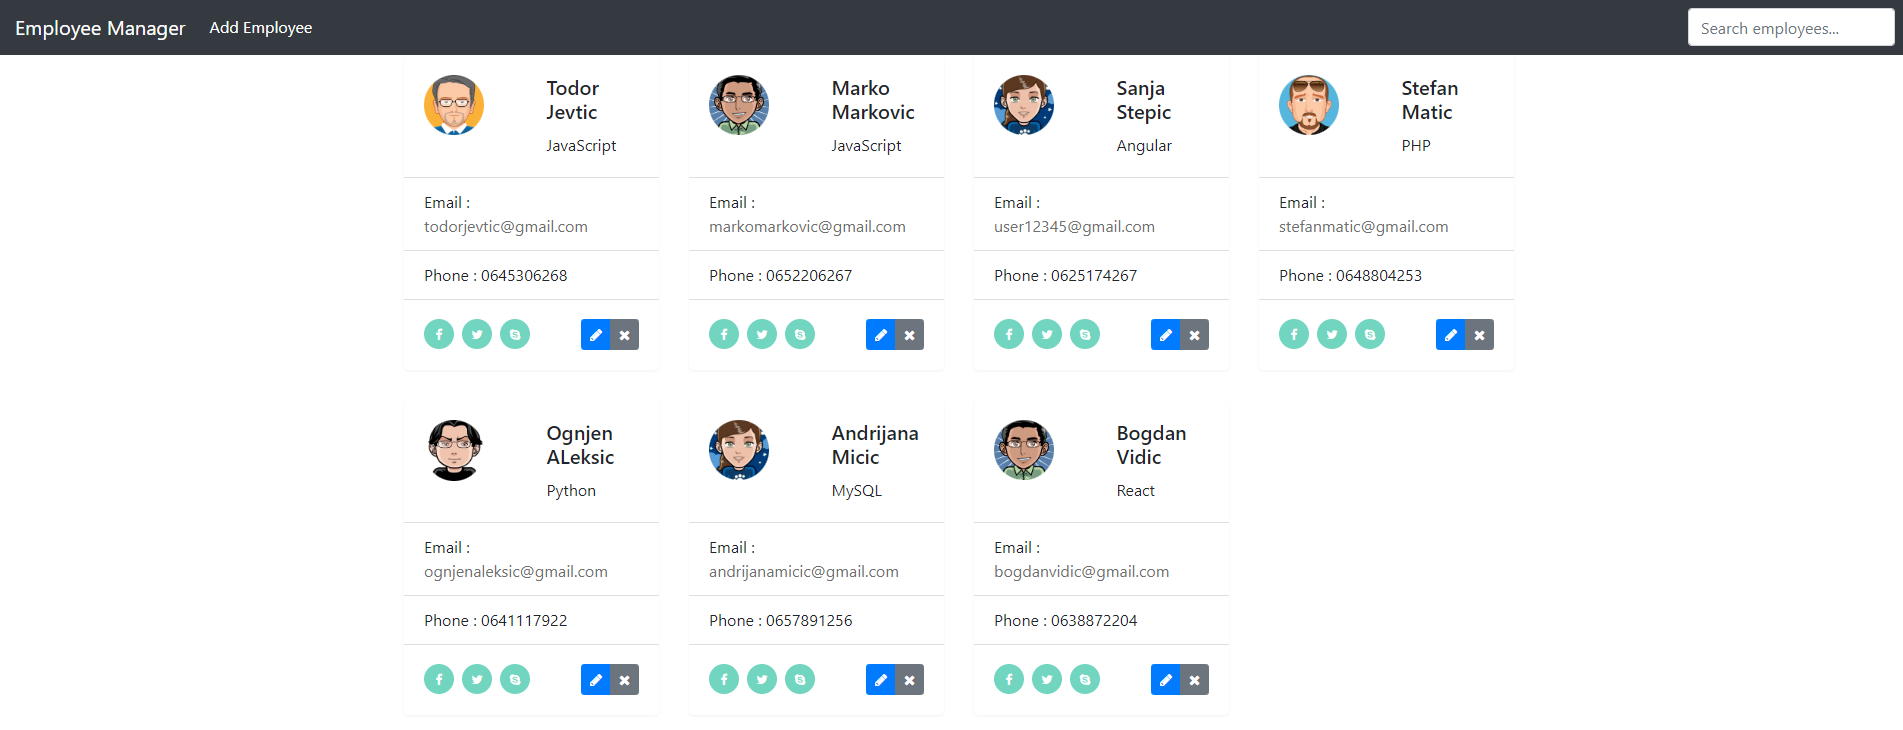 Employee Manager Add Employee Search employees...
Todor
Jevtic
JavaScript
Email :
todorjevtic@gmail.com
Phone : 0645306268
Marko
Markovic
JavaScript
Email :
markomarkovic@gmail.com
Phone : 0652206267
Sanja
Stepic
Angular
Email :
user12345@gmail.com
Phone : 0625174267
Stefan
Matic
PHP
Email :
stefanmatic@gmail.com
Phone : 0648804253
Ognjen
ALeksic
Python
Email :
ognjenaleksic@gmail.com
Phone : 0641117922
Andrijana
Micic
MySQL
Email :
andrijanamicic@gmail.com
Phone : 0657891256
Bogdan
Vidic
React
Email :
bogdanvidic@gmail.com
Phone : 0638872204